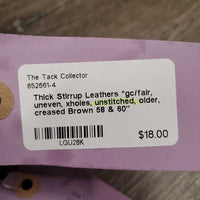 The Tack Collector
652661-4
Thick Stirrup Leathers *gc/fair,
uneven, xholes, unstitched, older,
creased Brown 58 & 60"
$18.00
LGU28K